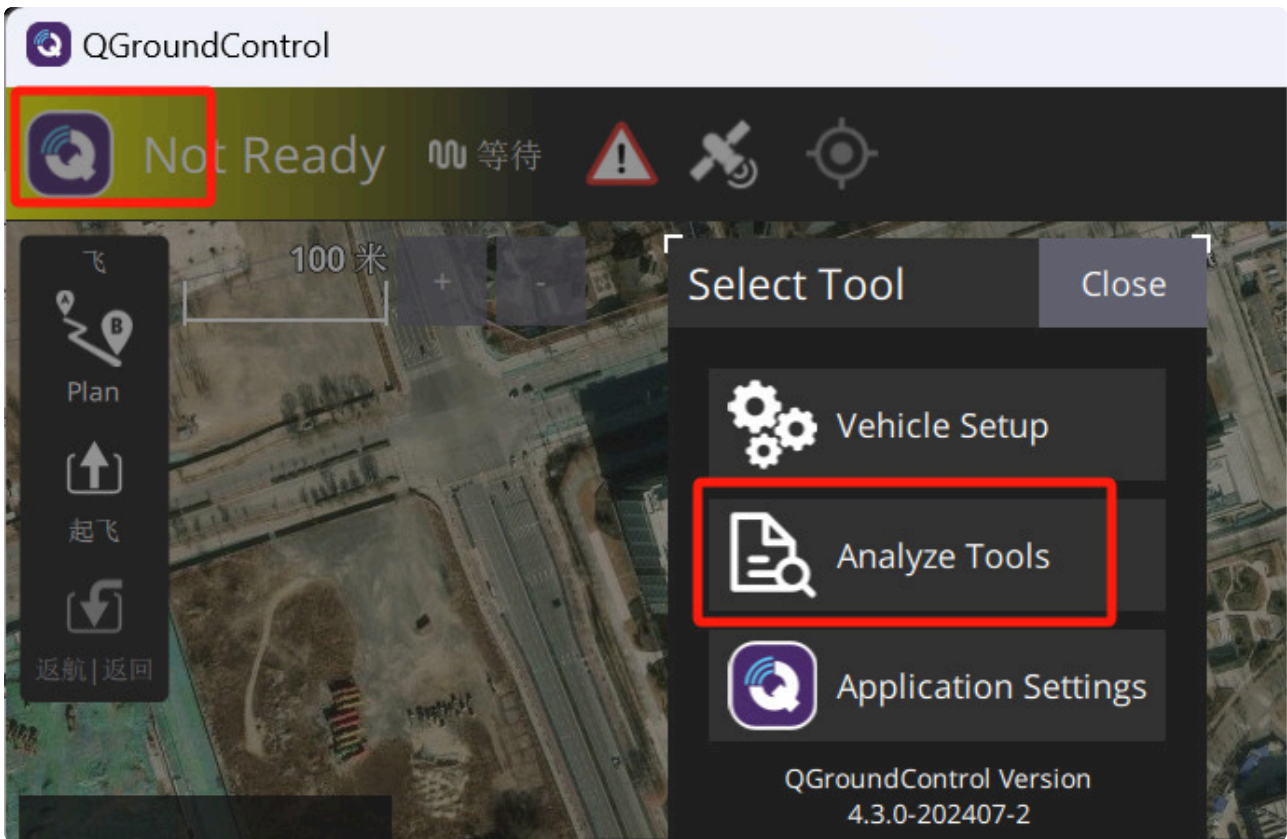 QGroundControl
Not Ready
等待
飞
100 米
+
-
Select Tool
Close
Plan
Vehicle Setup
起飞
Analyze Tools
返航|返回
Application Settings
QGroundControl Version
4.3.0-202407-2